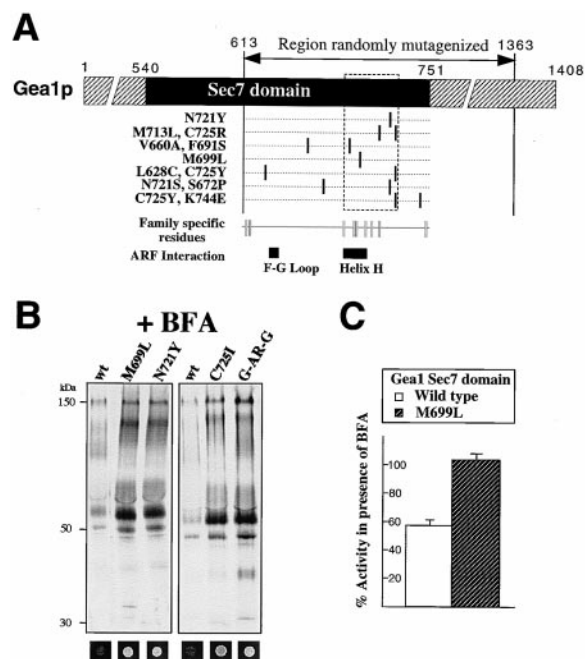 A
613 Region randomly mutagenized 1363
1 540 751 1408
Gea1p Sec7 domain
N721Y
M713L, C725R
V660A, F691S
M699L
L628C, C725Y
N721S, S672P
C725Y, K744E
Family specific
residues
ARF Interaction
F-G Loop Helix H
B
+ BFA
wt M699L N721Y wt C725I G-AR-G
kDa
150
50
30
C
Gea1 Sec7 domain
Wild type
M699L
% Activity in presence of BFA
100
80
60
40
20